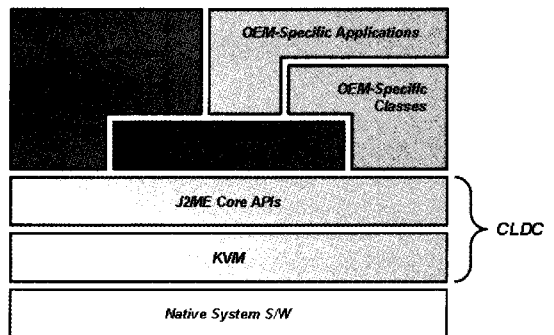 OEM-Specific Applications
OEM-Specific
Classes
J2ME Core APIs
CLDC
KVM
Native System S/W